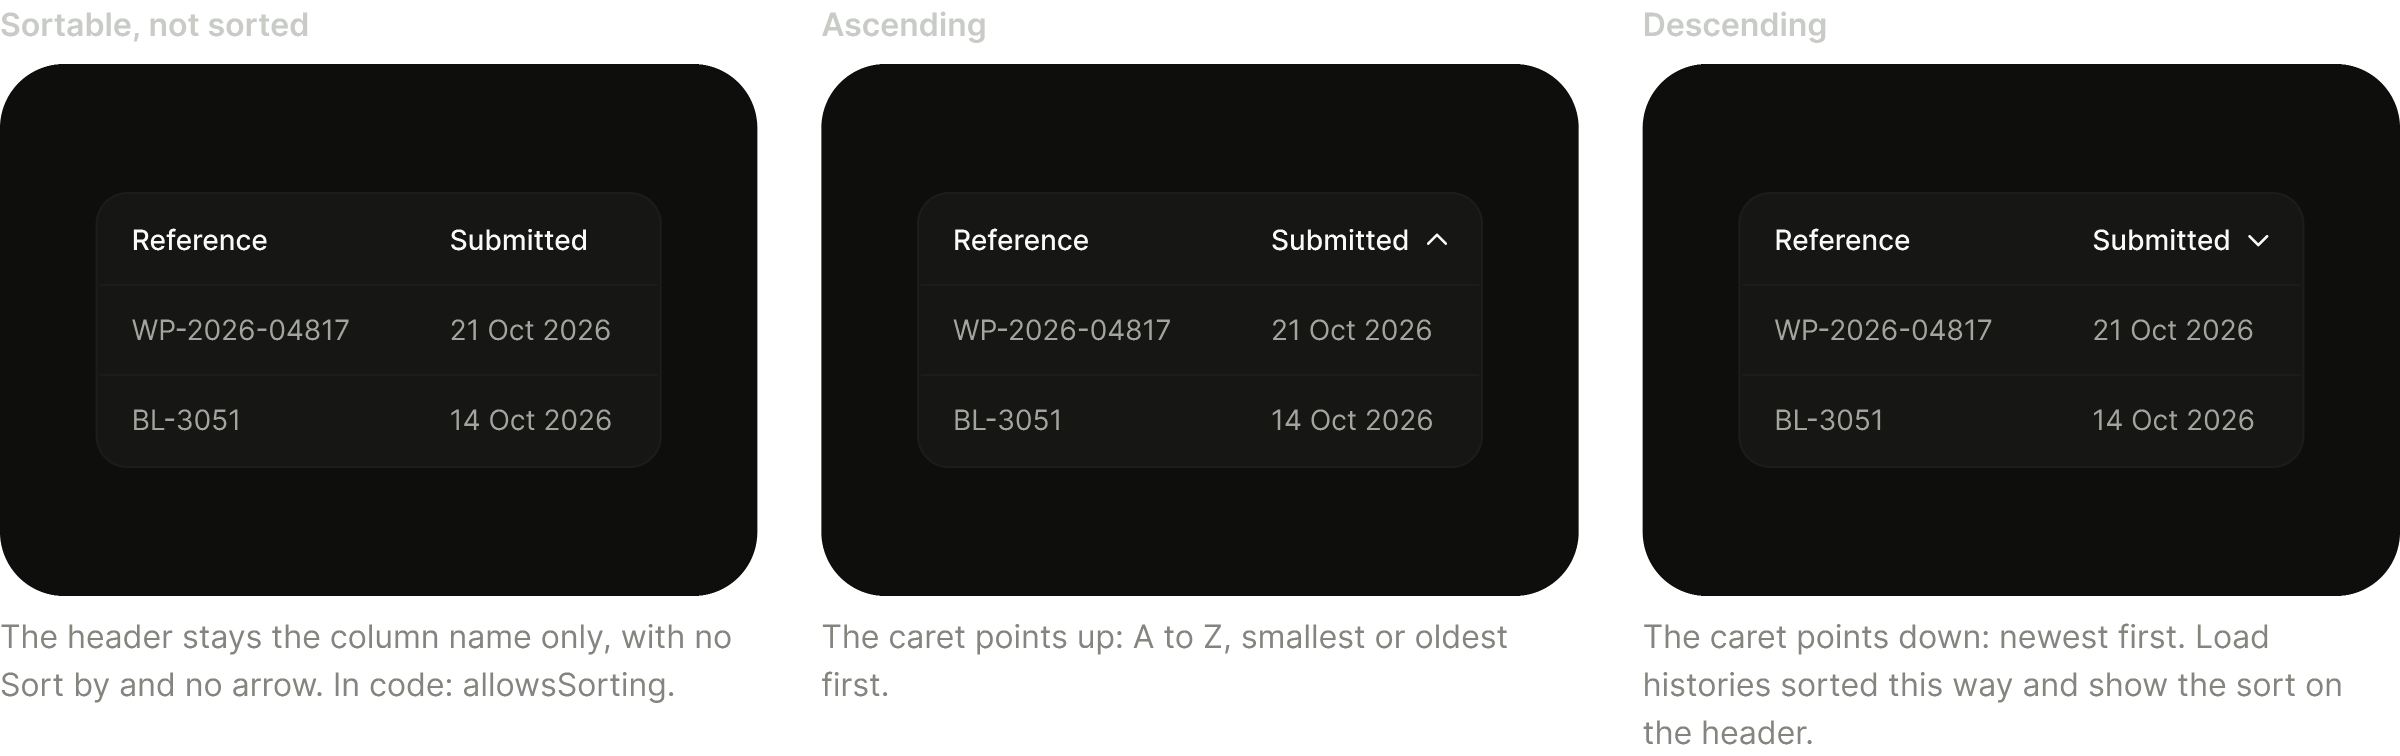 Sortable, not sorted
Reference Submitted
WP-2026-04817 21 Oct 2026
BL-3051 14 Oct 2026
The header stays the column name only, with no
Sort by and no arrow. In code: allowsSorting.
Ascending
Reference Submitted
WP-2026-04817 21 Oct 2026
BL-3051 14 Oct 2026
The caret points up: A to Z, smallest or oldest
first.
Descending
Reference Submitted
WP-2026-04817 21 Oct 2026
BL-3051 14 Oct 2026
The caret points down: newest first. Load
histories sorted this way and show the sort on
the header.